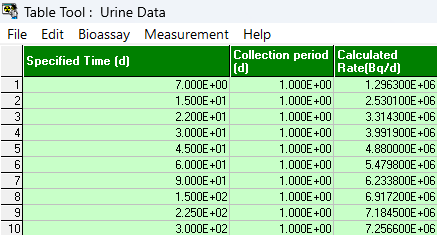 Table Tool : Urine Data
File Edit Bioassay Measurement Help
Specified Time (d) Collection period (d) Calculated Rate(Bq/d)
1 7.000E+00 1.000E+00 1.296300E+06
2 1.500E+01 1.000E+00 2.530100E+06
3 2.200E+01 1.000E+00 3.314300E+06
4 3.000E+01 1.000E+00 3.991900E+06
5 4.500E+01 1.000E+00 4.880000E+06
6 6.000E+01 1.000E+00 5.479800E+06
7 9.000E+01 1.000E+00 6.233800E+06
8 1.500E+02 1.000E+00 6.917200E+06
9 2.250E+02 1.000E+00 7.184500E+06
10 3.000E+02 1.000E+00 7.256600E+06